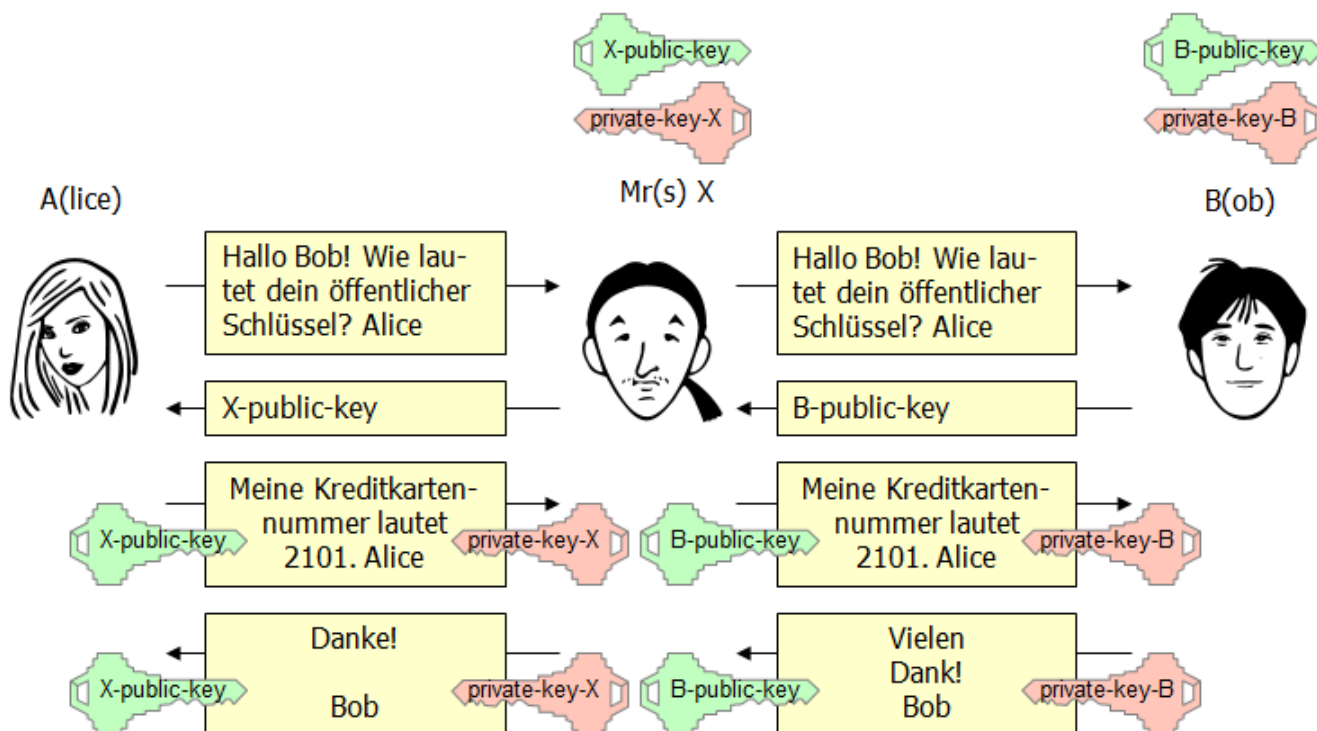 X-public-key
B-public-key
private-key-X
private-key-B
A(lice)
Mr(s) X
B(ob)
Hallo Bob! Wie lau-
tet dein öffentlicher
Schlüssel? Alice
Hallo Bob! Wie lau-
tet dein öffentlicher
Schlüssel? Alice
X-public-key
B-public-key
Meine Kreditkarten-
nummer lautet
2101. Alice
X-public-key
private-key-X
Meine Kreditkarten-
nummer lautet
2101. Alice
B-public-key
private-key-B
Danke!
Bob
X-public-key
private-key-X
Vielen
Dank!
Bob
B-public-key
private-key-B